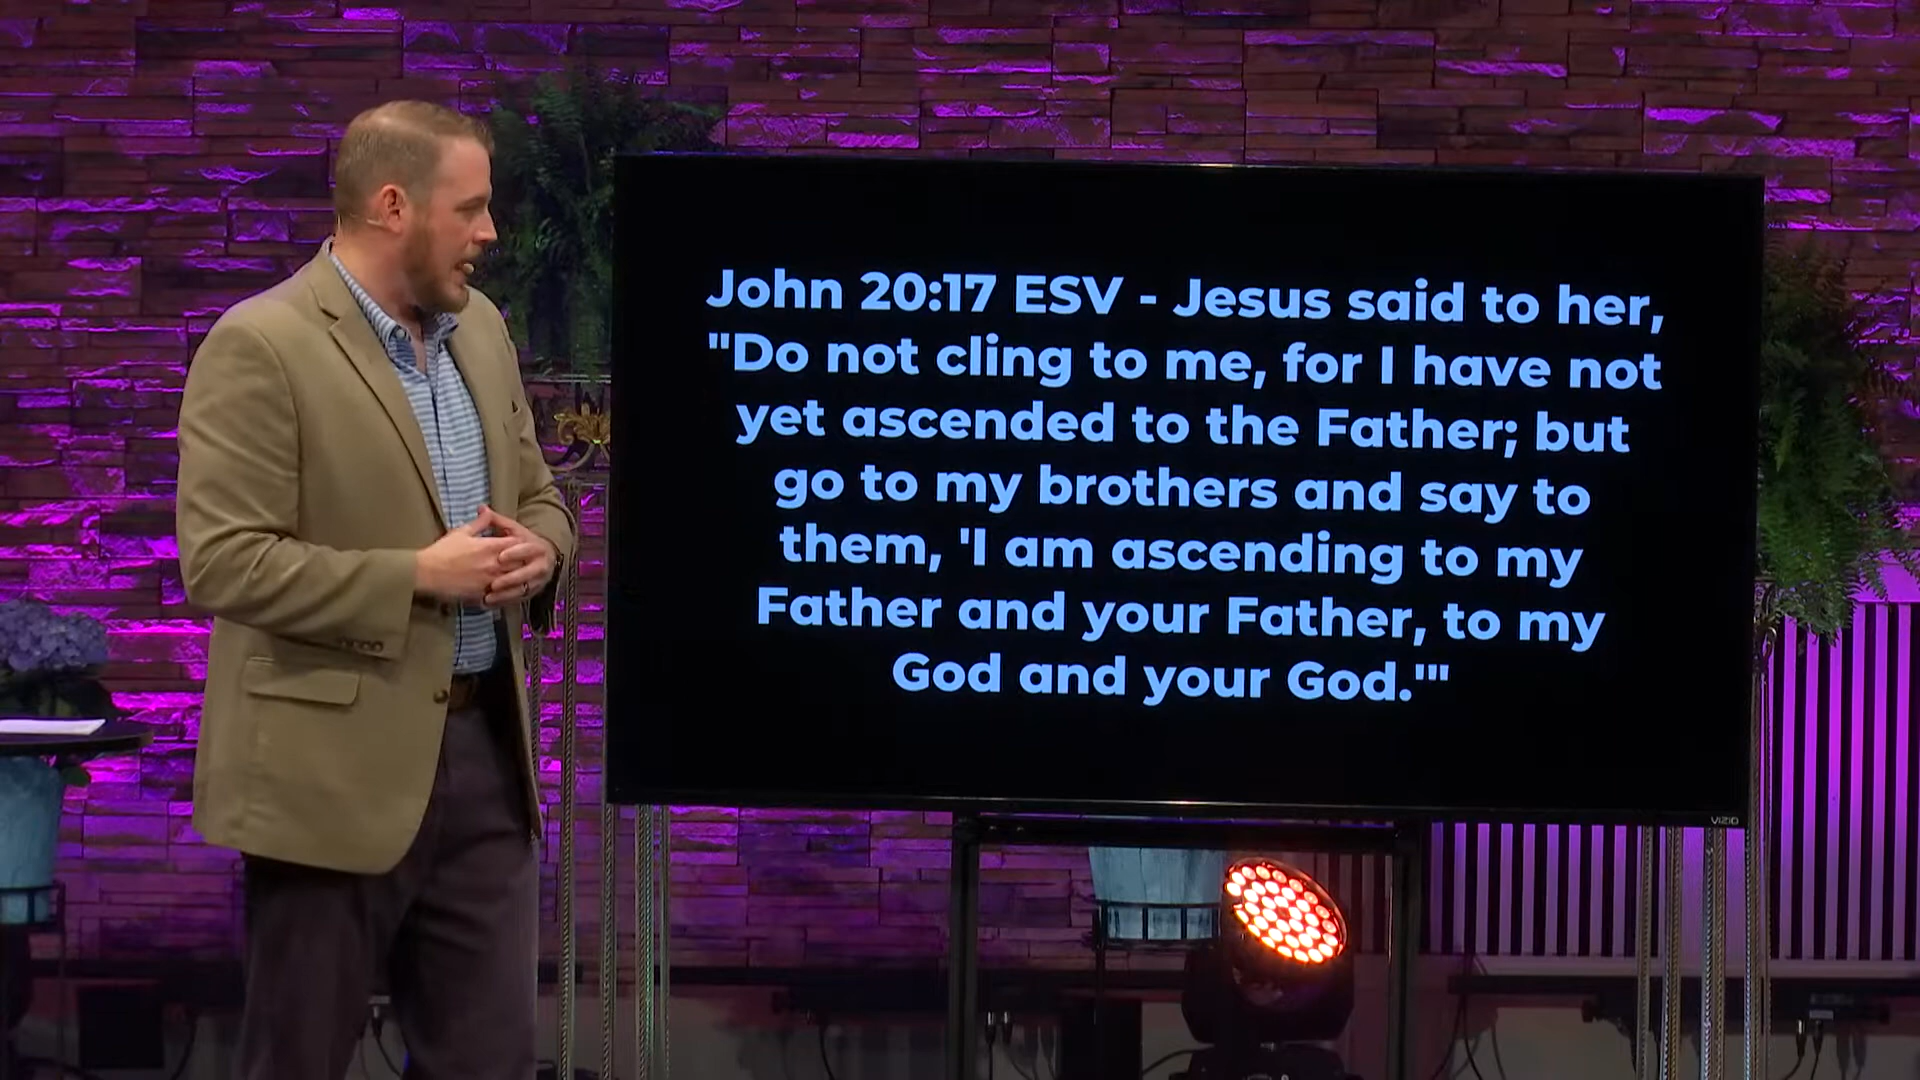 John 20:17 ESV - Jesus said to her,
"Do not cling to me, for I have not
yet ascended to the Father; but
go to my brothers and say to
them, 'I am ascending to my
Father and your Father, to my
God and your God.'"
VIZIO